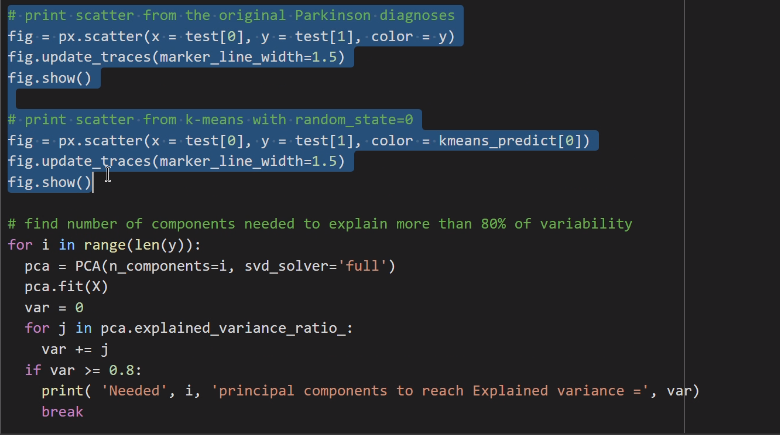 # print scatter from the original Parkinson diagnoses
fig = px.scatter(x = test[0], y = test[1], color = y)
fig.update_traces(marker_line_width=1.5)
fig.show()

# print scatter from k-means with random_state=0
fig = px.scatter(x = test[0], y = test[1], color = kmeans_predict[0])
fig.update_traces(marker_line_width=1.5)
fig.show()

# find number of components needed to explain more than 80% of variability
for i in range(len(y)):
  pca = PCA(n_components=i, svd_solver='full')
  pca.fit(X)
  var = 0
  for j in pca.explained_variance_ratio_:
    var += j
  if var >= 0.8:
    print( 'Needed', i, 'principal components to reach Explained variance =', var)
    break